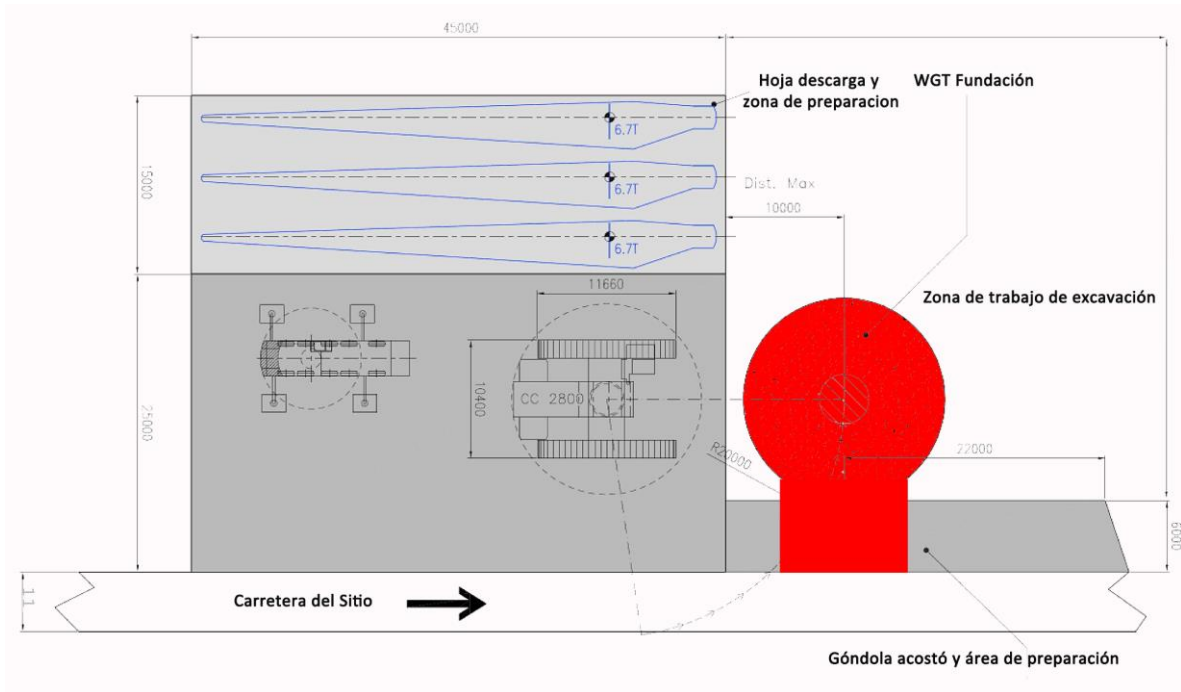 45000
Hoja descarga y
zona de preparacion
WGT Fundación
6.7T
15000
6.7T
Dist. Max
10000
6.7T
11660
Zona de trabajo de excavación
25000
10400
CC 2800
22000
R20000
6000
11
Carretera del Sitio
Góndola acostó y área de preparación